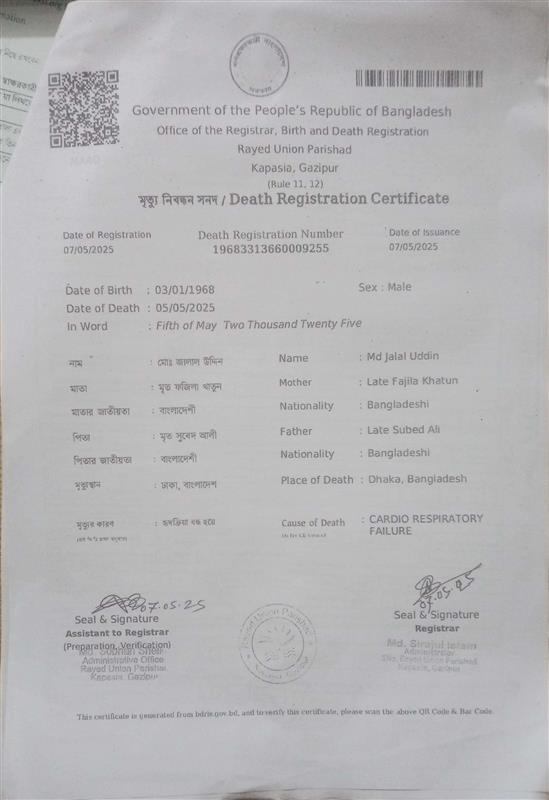 Government of the People's Republic of Bangladesh
Office of the Registrar, Birth and Death Registration
Rayed Union Parishad
Kapasia, Gazipur
(Rule 11, 12)
মৃত্যু নিবন্ধন সনদ / Death Registration Certificate
Date of Registration Death Registration Number Date of Issuance
07/05/2025 19683313660009255 07/05/2025
Date of Birth : 03/01/1968 Sex : Male
Date of Death : 05/05/2025
In Word : Fifth of May Two Thousand Twenty Five
নাম : মোঃ জালাল উদ্দিন Name : Md Jalal Uddin
মাতা : মৃত ফজিলা খাতুন Mother : Late Fajila Khatun
মাতার জাতীয়তা : বাংলাদেশী Nationality : Bangladeshi
পিতা : মৃত সুবেদ আলী Father : Late Subed Ali
পিতার জাতীয়তা : বাংলাদেশী Nationality : Bangladeshi
মৃত্যুস্থান : ঢাকা, বাংলাদেশ Place of Death : Dhaka, Bangladesh
মৃত্যুর কারণ : হৃদক্রিয়া বন্ধ হয়ে Cause of Death : CARDIO RESPIRATORY
FAILURE
07.05.25 07.05.25
Seal & Signature Seal & Signature
Assistant to Registrar Registrar
(Preparation, Verification) Md. Sirajul Islam
Administrative Office
Rayed Union Parishad
Kapasia, Gazipur Kapasia, Gazipur
Rayed Union Parishad
This certificate is generated from bdris.gov.bd, and to verify this certificate, please scan the above QR Code & Bar Code.